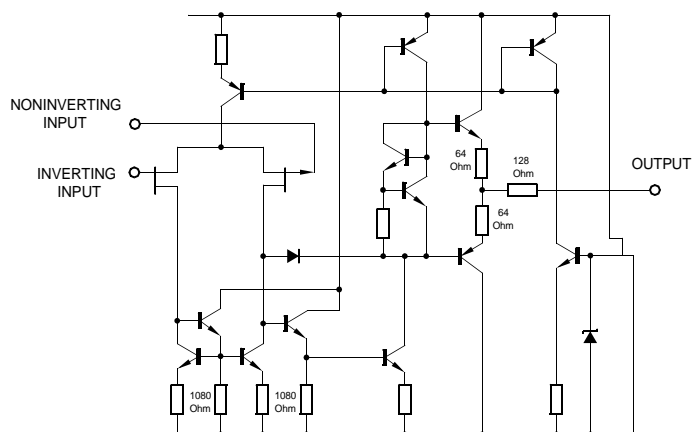 NONINVERTING
INPUT
INVERTING
INPUT
64
Ohm
128
Ohm
OUTPUT
64
Ohm
1080
Ohm
1080
Ohm